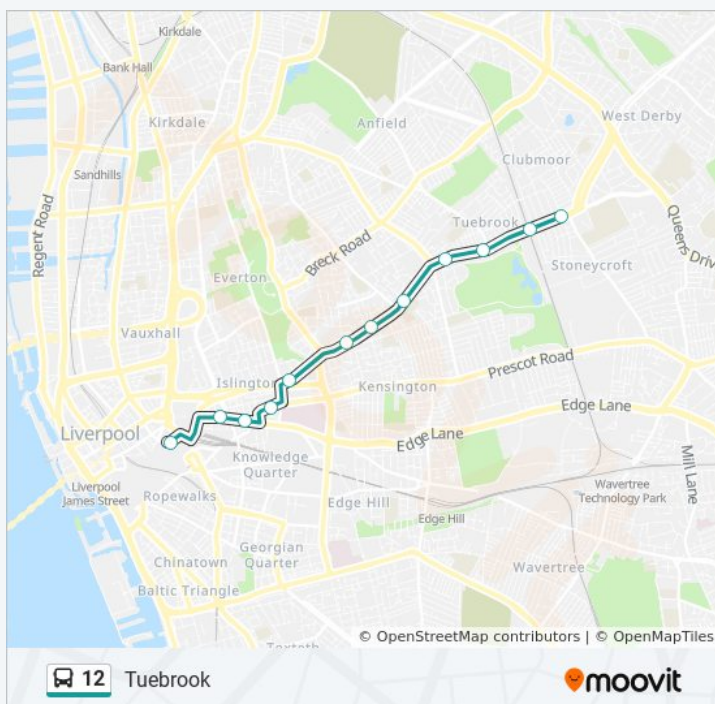 Kirkdale
Bank Hall
West Derby
Kirkdale
Anfield
Clubmoor
Sandhills
Regent Road
Tuebrook
Queens Driv
Breck Road
Stoneycroft
Everton
Vauxhall
Prescot Road
Islington
Kensington
Edge Lane
Liverpool
Edge Lane
Knowledge
Quarter
Mill Lane
Liverpool
James Street
Ropewalks
Wavertree
Technology Park
Edge Hill
Edge Hill
Georgian
Quarter
Chinatown
Wavertree
Baltic Triangle
Toxteth
© OpenStreetMap contributors | © OpenMapTiles
12 Tuebrook
moovit